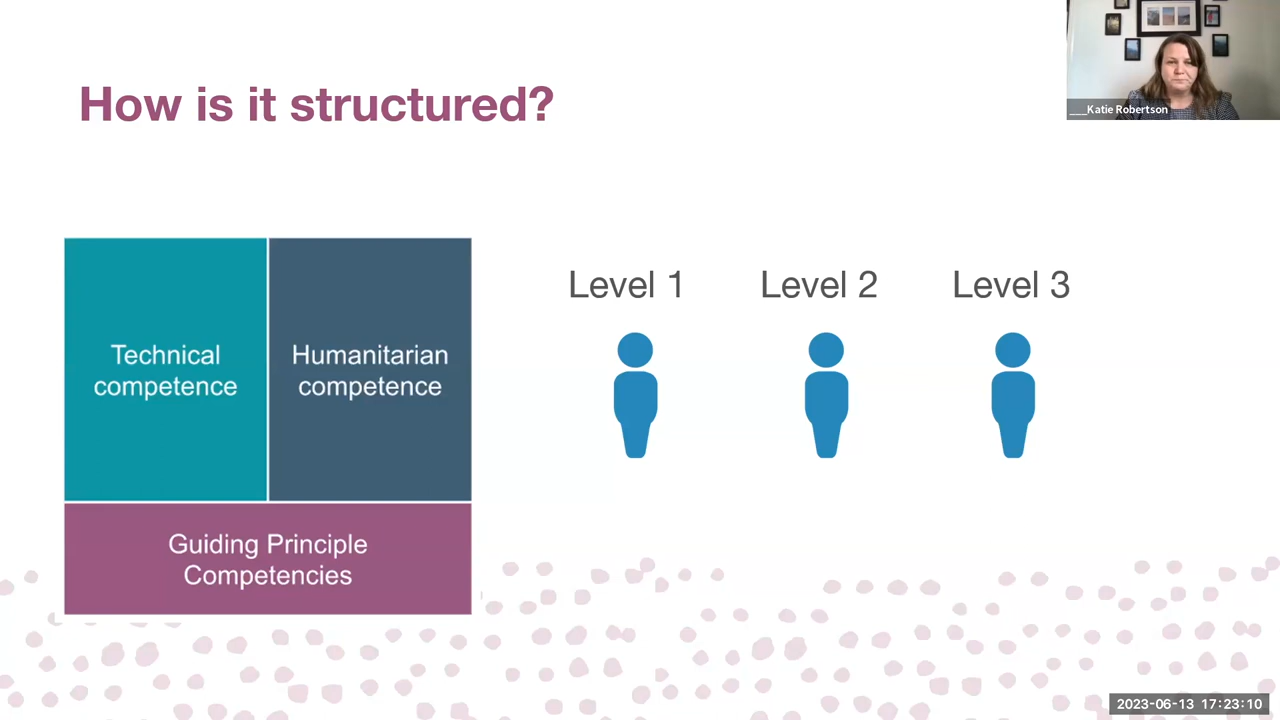 How is it structured?
___Katie Robertson
Technical
competence
Humanitarian
competence
Guiding Principle
Competencies
Level 1
Level 2
Level 3
2023-06-13 17:23:10